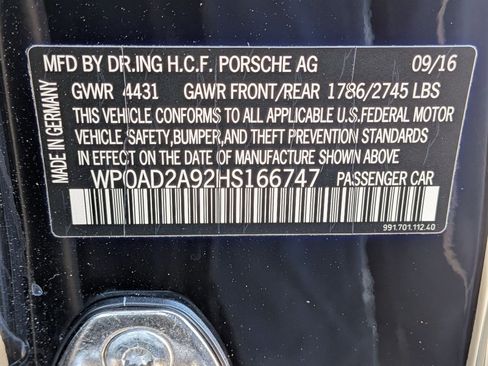 MFD BY DR.ING H.C.F. PORSCHE AG 09/16
GVWR 4431 GAWR FRONT/REAR 1786/2745 LBS
THIS VEHICLE CONFORMS TO ALL APPLICABLE U.S.FEDERAL MOTOR
VEHICLE SAFETY,BUMPER,AND THEFT PREVENTION STANDARDS
IN EFFECT ON THE DATE OF MANUFACTURE SHOWN ABOVE
WP0AD2A92HS166747 PASSENGER CAR
991.701.112.40
MADE IN GERMANY